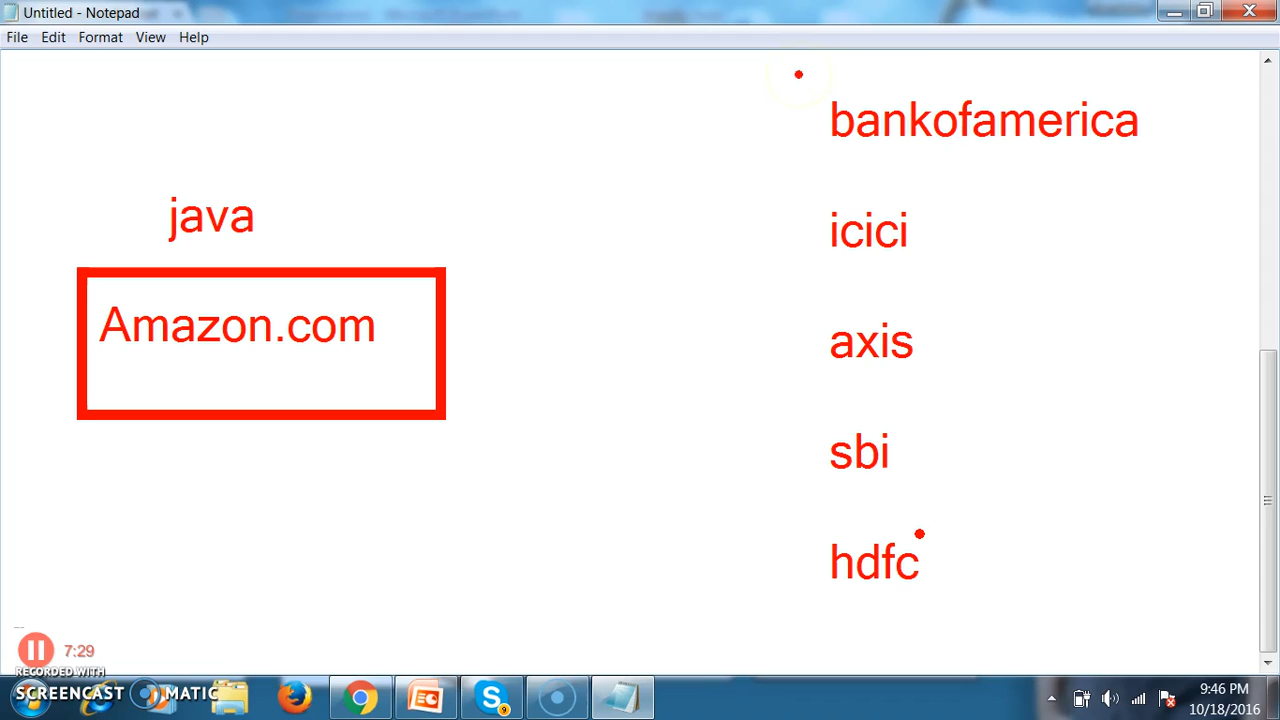 Untitled - Notepad
File Edit Format View Help
bankofamerica
java
icici
Amazon.com
axis
sbi
hdfc
7:29
RECORDED WITH
SCREENCAST MATIC
9
9:46 PM
10/18/2016